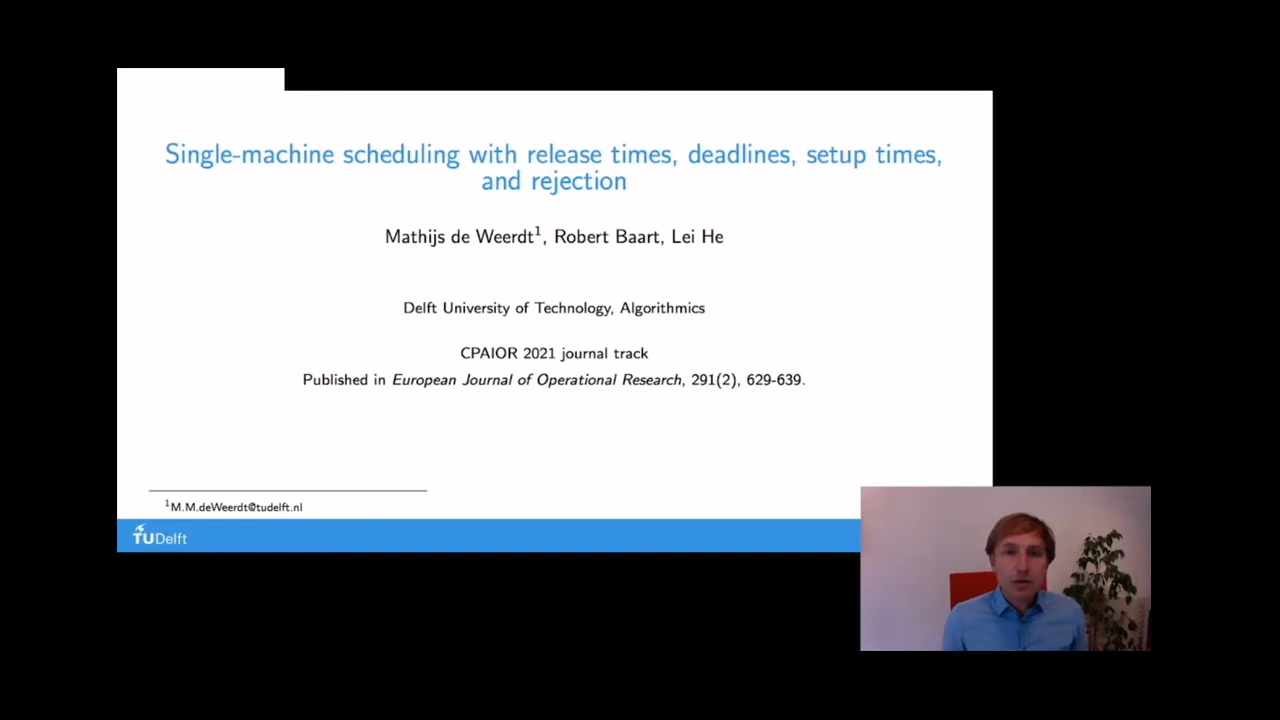 Single-machine scheduling with release times, deadlines, setup times,
and rejection
Mathijs de Weerdt¹, Robert Baart, Lei He
Delft University of Technology, Algorithmics
CPAIOR 2021 journal track
Published in European Journal of Operational Research, 291(2), 629-639.
¹M.M.deWeerdt@tudelft.nl
TUDelft